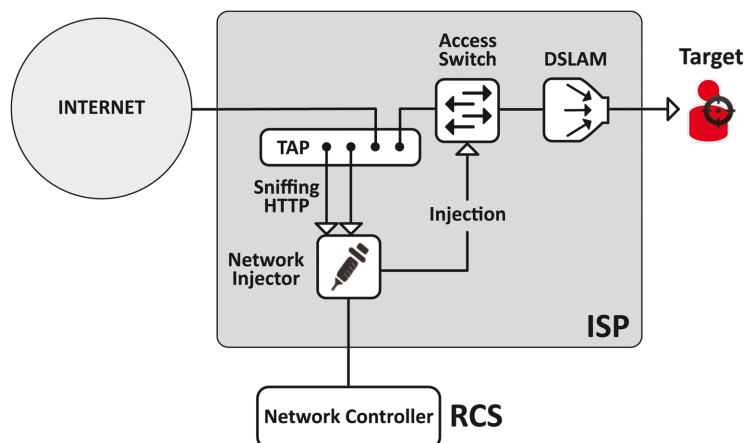 Access
Switch
DSLAM
Target
INTERNET
TAP
Sniffing
HTTP
Injection
Network
Injector
ISP
Network Controller
RCS